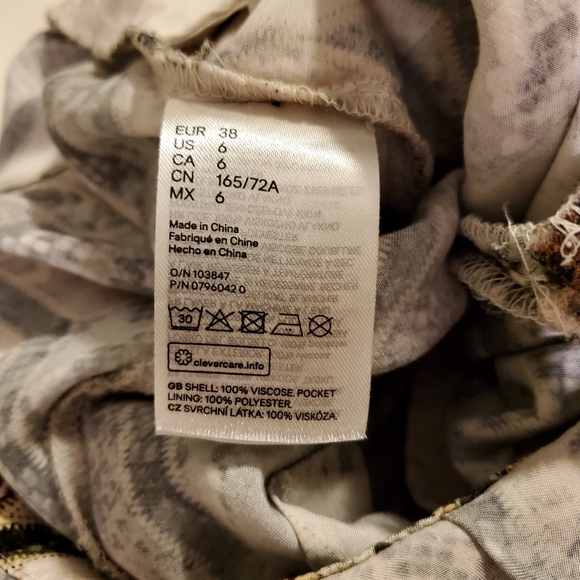 EUR 38
US 6
CA 6
CN 165/72A
MX 6
Made in China
Fabriqué en Chine
Hecho en China
O/N 103847
P/N 079604 2 0
30
clevercare.info
GB SHELL: 100% VISCOSE. POCKET
LINING: 100% POLYESTER.
CZ SVRCHNÍ LÁTKA: 100% VISKÓZA.